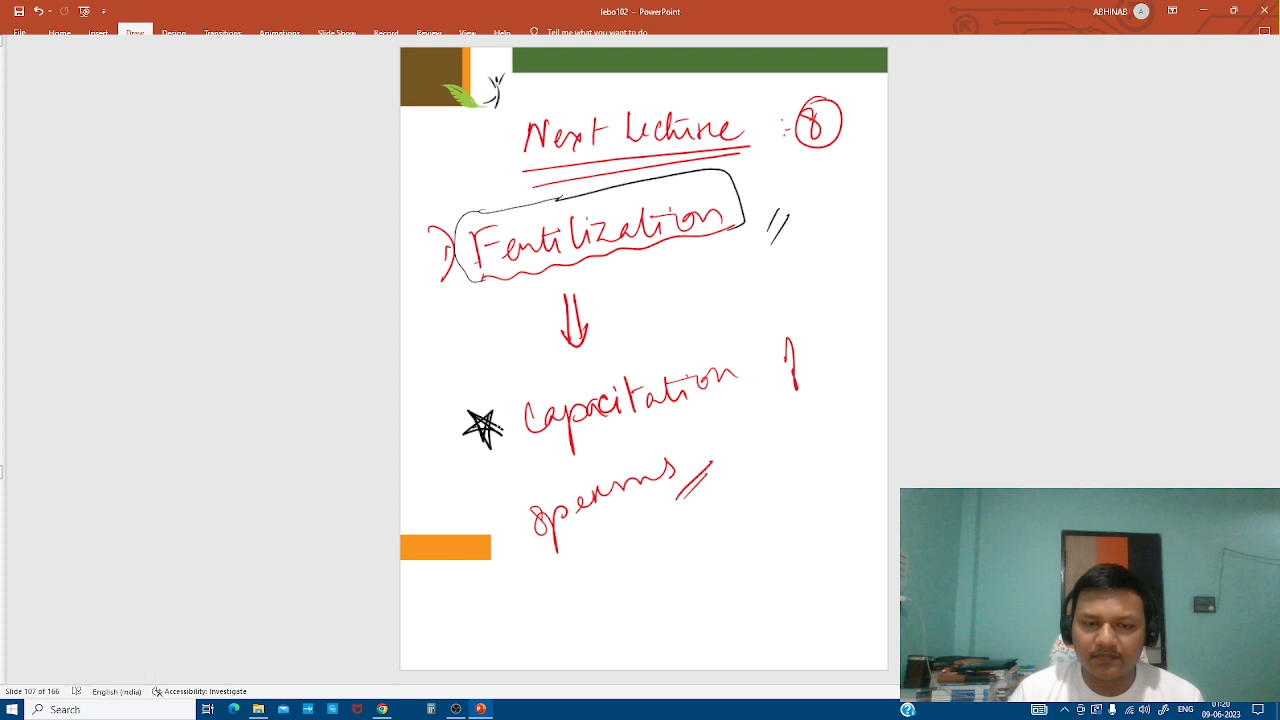 lebo102 - PowerPoint
ABHINAB A
File Home Insert Draw Design Transitions Animations Slide Show Review View Help Tell me what you want to do
Next Lecture :- 8
1) Fertilization
Capacitation of
sperms
Slide 107 of 166 English (India) Accessibility: Investigate
Search
ENG 01:20
09-06-2023